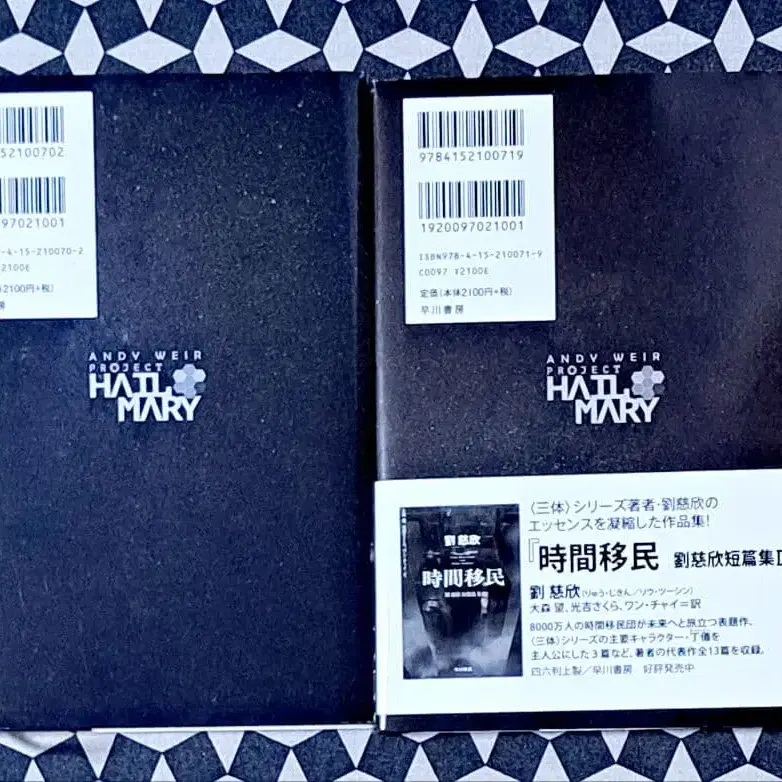 52100702
97021001
-4-15-210070-2
2100E
2100円+税)
房
ANDY WEIR
PROJECT
HAIL
MARY
9784152100719
1920097021001
ISBN978-4-15-210071-9
C0097 ¥2100E
定価(本体2100円+税)
早川書房
ANDY WEIR
PROJECT
HAIL
MARY
劉慈欣
時間移民
〈三体〉シリーズ著者・劉慈欣の
エッセンスを凝縮した作品集!
『時間移民 劉慈欣短篇集
劉 慈欣(りゅう・じきん/リウ・ツーシン)
大森 望、光吉さくら、ワン・チャイ=訳
8000万人の時間移民団が未来へと旅立つ表題作、
〈三体〉シリーズの主要キャラクター・丁儀を
主人公にした3篇など、著者の代表作全13篇を収録。
四六判上製/早川書房 好評発売中